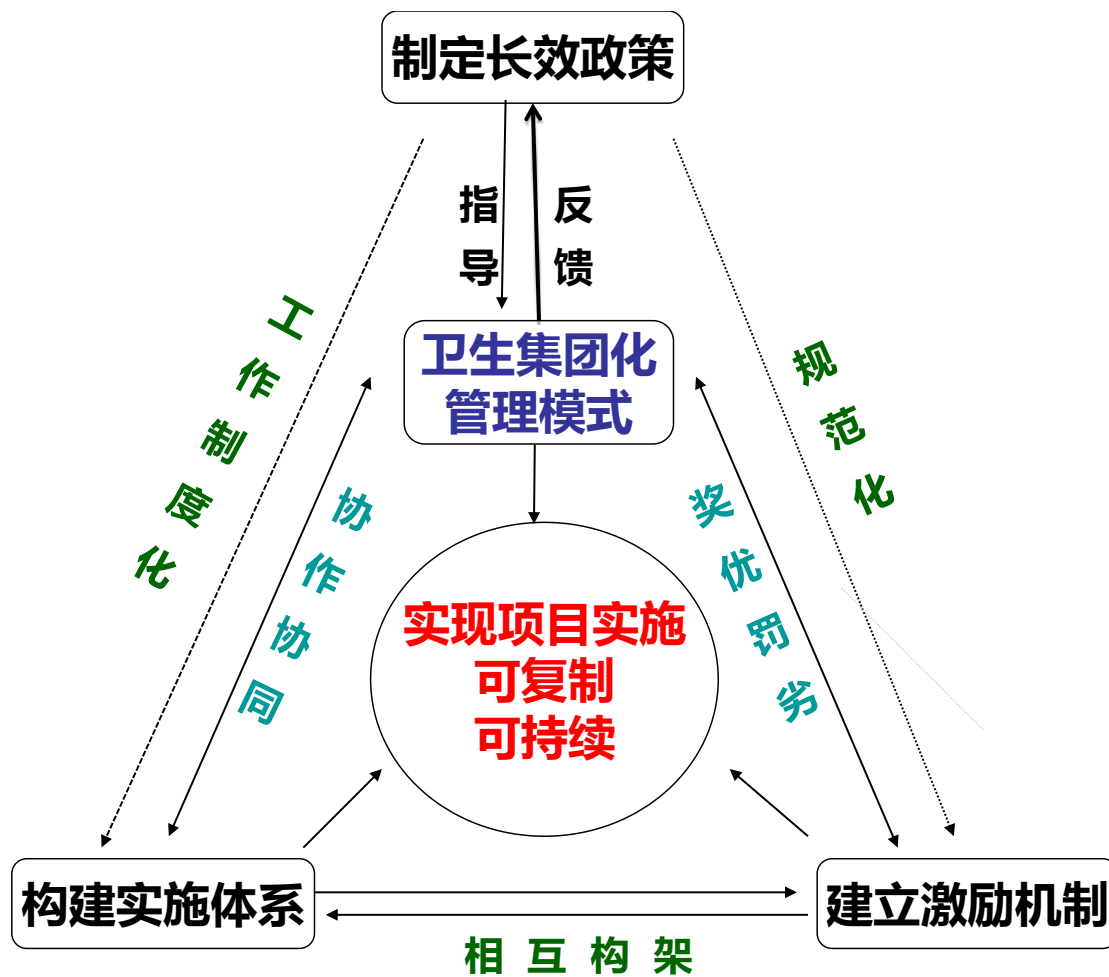 制定长效政策
指导
反馈
卫生集团化
管理模式
工作制度化
规范化
协作协同
奖优罚劣
实现项目实施
可复制
可持续
构建实施体系
建立激励机制
相互构架